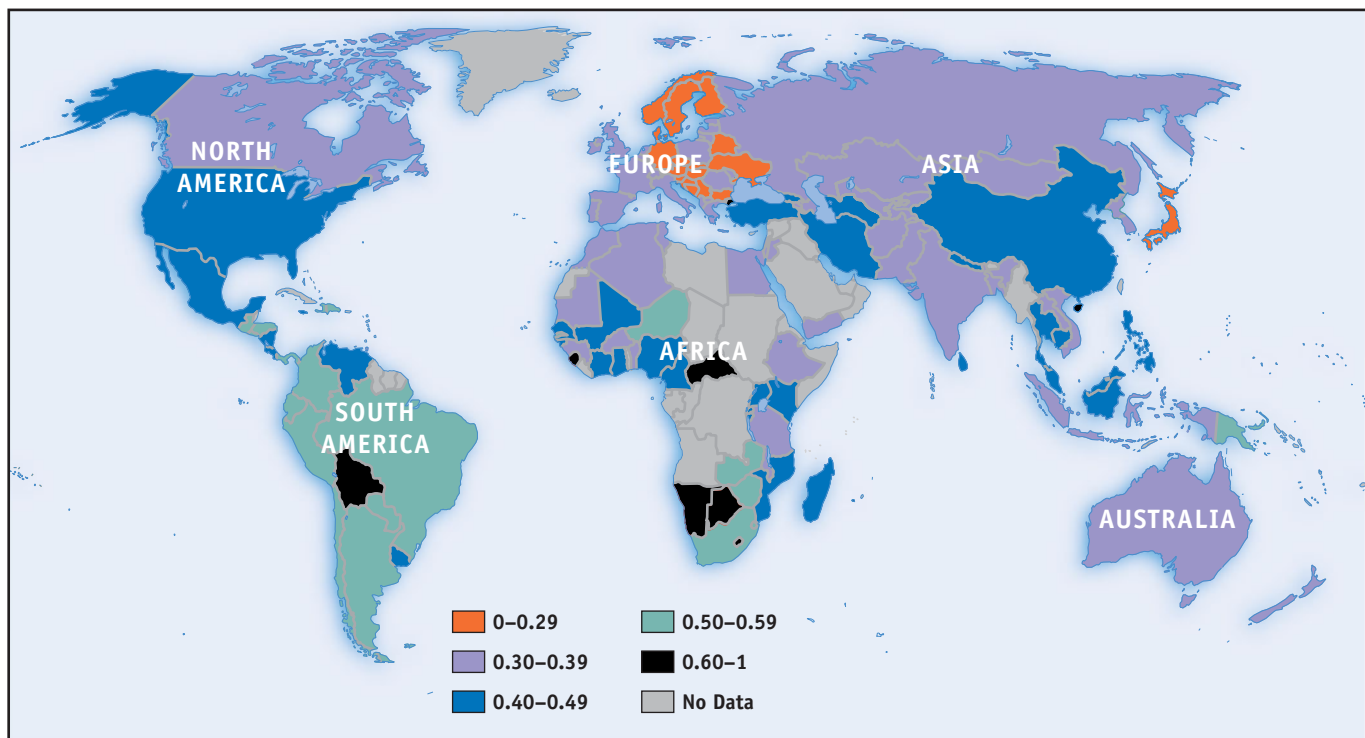 NORTH
AMERICA
EUROPE
ASIA
AFRICA
SOUTH
AMERICA
AUSTRALIA
0–0.29
0.30–0.39
0.40–0.49
0.50–0.59
0.60–1
No Data